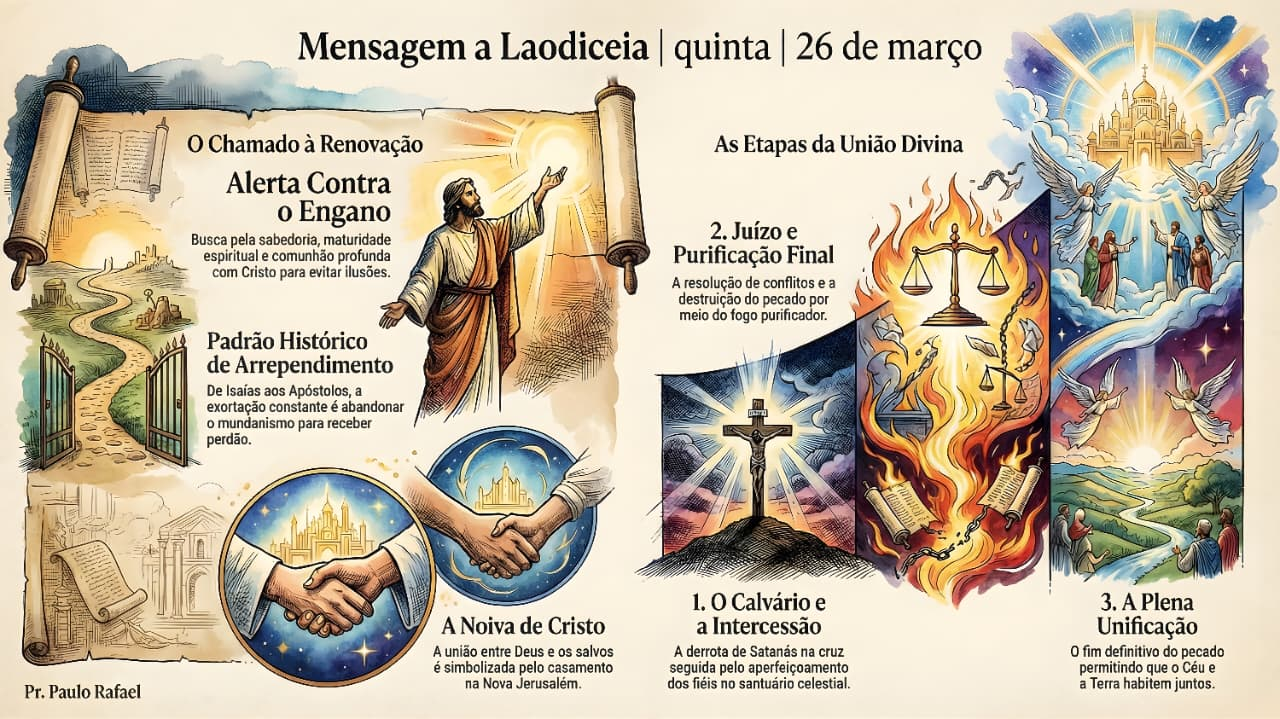 Mensagem a Laodiceia | quinta | 26 de março
O Chamado à Renovação
Alerta Contra
o Engano
Busca pela sabedoria, maturidade
espiritual e comunhão profunda
com Cristo para evitar ilusões.
Padrão Histórico
de Arrependimento
De Isaías aos Apóstolos, a
exortação constante é abandonar
o mundanismo para receber
perdão.
A Noiva de Cristo
A união entre Deus e os salvos
é simbolizada pelo casamento
na Nova Jerusalém.
Pr. Paulo Rafael
As Etapas da União Divina
1. O Calvário e
a Intercessão
A derrota de Satanás na cruz
seguida pelo aperfeiçoamento
dos fiéis no santuário celestial.
2. Juízo e
Purificação Final
A resolução de conflitos e a
destruição do pecado por
meio do fogo purificador.
3. A Plena
Unificação
O fim definitivo do pecado
permitindo que o Céu e
a Terra habitem juntos.